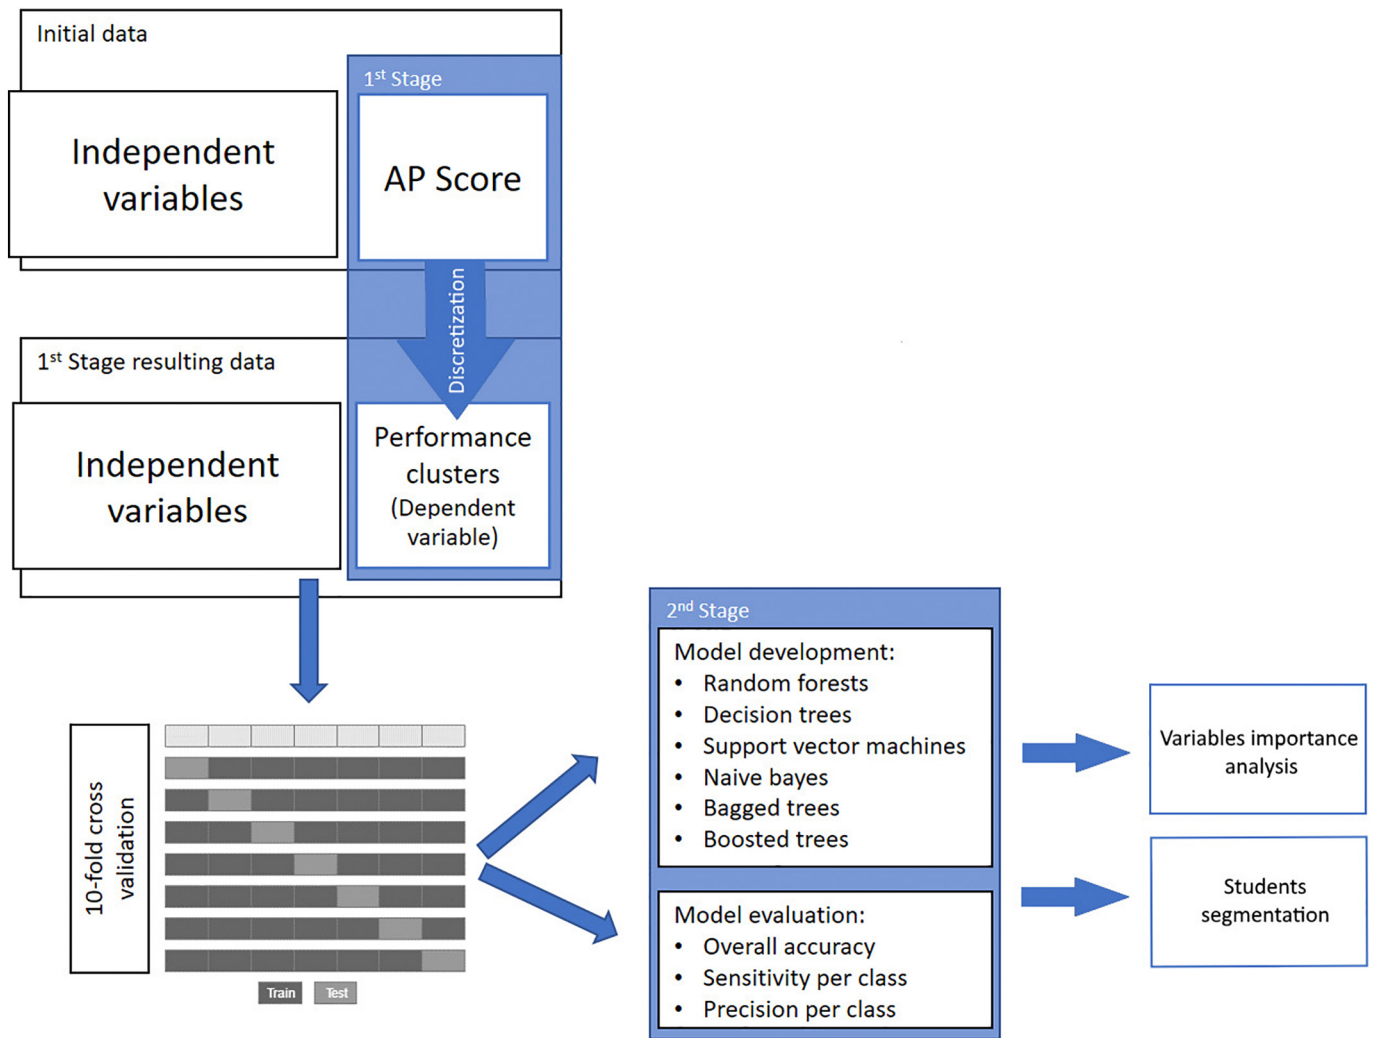 Initial data
1st Stage
Independent
variables
AP Score
Discretization
1st Stage resulting data
Independent
variables
Performance
clusters
(Dependent
variable)
10-fold cross
validation
Train
Test
2nd Stage
Model development:
• Random forests
• Decision trees
• Support vector machines
• Naive bayes
• Bagged trees
• Boosted trees
Model evaluation:
• Overall accuracy
• Sensitivity per class
• Precision per class
Variables importance
analysis
Students
segmentation